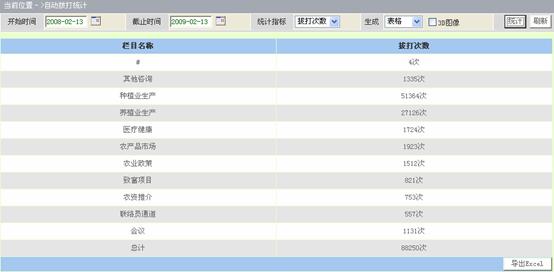 当前位置 - >自动拨打统计
开始时间 2008-02-13 截止时间 2009-02-13 统计指标 拨打次数 生成 表格 3D图像 统计 刷新
栏目名称 拨打次数
# 4次
其他咨询 1335次
种植业生产 51364次
养殖业生产 27126次
医疗健康 1724次
农产品市场 1923次
农业政策 1512次
致富项目 821次
农资推介 753次
联络员通道 557次
会议 1131次
总计 88250次
导出Excel